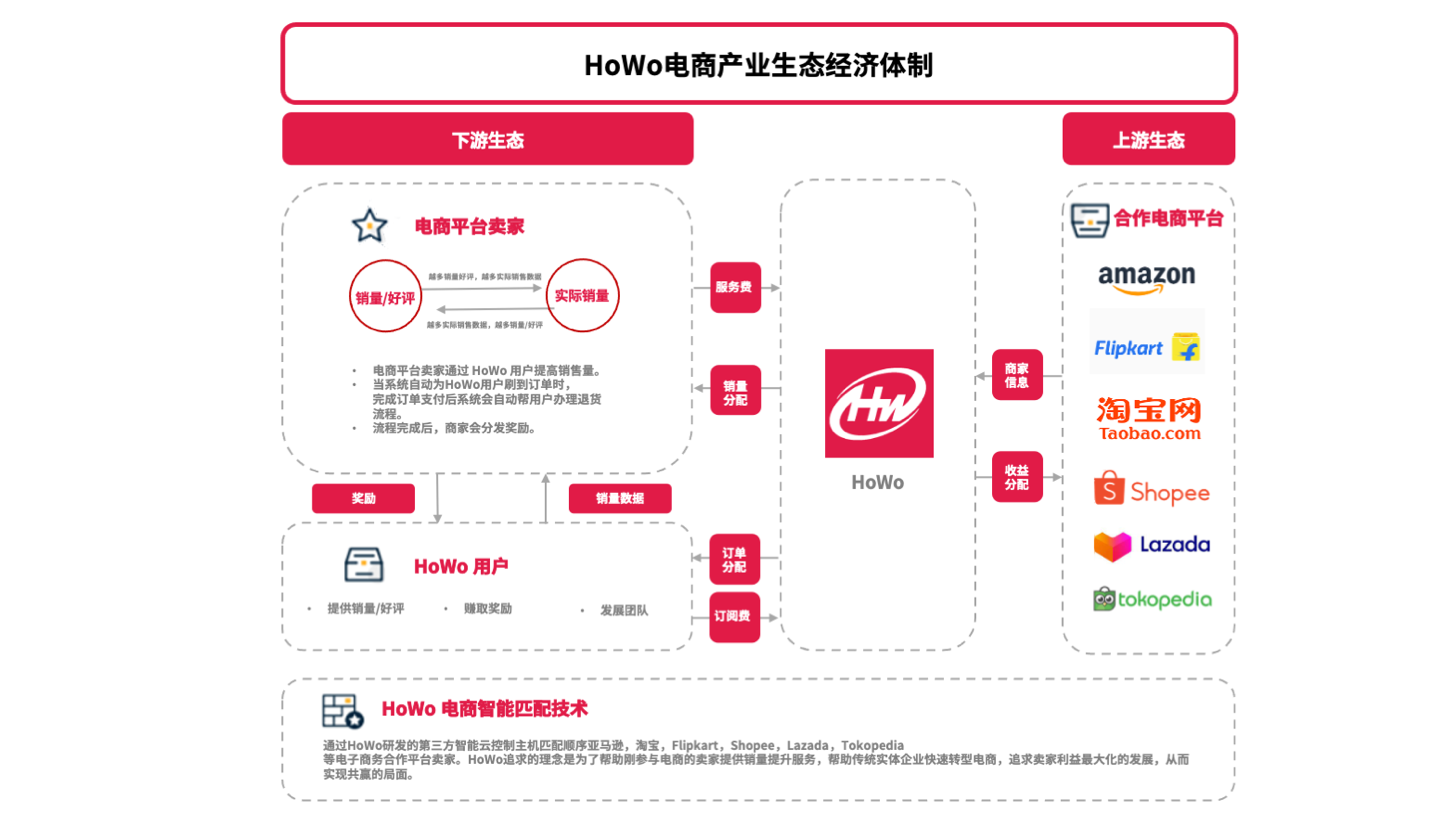 HoWo电商产业生态经济体制
下游生态
上游生态
电商平台卖家
销量/好评
越多销量好评，越多实际销售数据
实际销量
越多实际销售数据，越多销量/好评
• 电商平台卖家通过 HoWo 用户提高销售量。
• 当系统自动为HoWo用户刷到订单时，
完成订单支付后系统会自动帮用户办理退货
流程。
• 流程完成后，商家会分发奖励。
奖励
销量数据
HoWo 用户
• 提供销量/好评
• 赚取奖励
• 发展团队
服务费
销量
分配
订单
分配
订阅费
HW
HoWo
商家
信息
收益
分配
合作电商平台
amazon
Flipkart
淘宝网
Taobao.com
S Shopee
Lazada
tokopedia
HoWo 电商智能匹配技术
通过HoWo研发的第三方智能云控制主机匹配顺序亚马逊，淘宝，Flipkart，Shopee，Lazada，Tokopedia
等电子商务合作平台卖家。HoWo追求的理念是为了帮助刚参与电商的卖家提供销量提升服务，帮助传统实体企业快速转型电商，追求卖家利益最大化的发展，从而
实现共赢的局面。